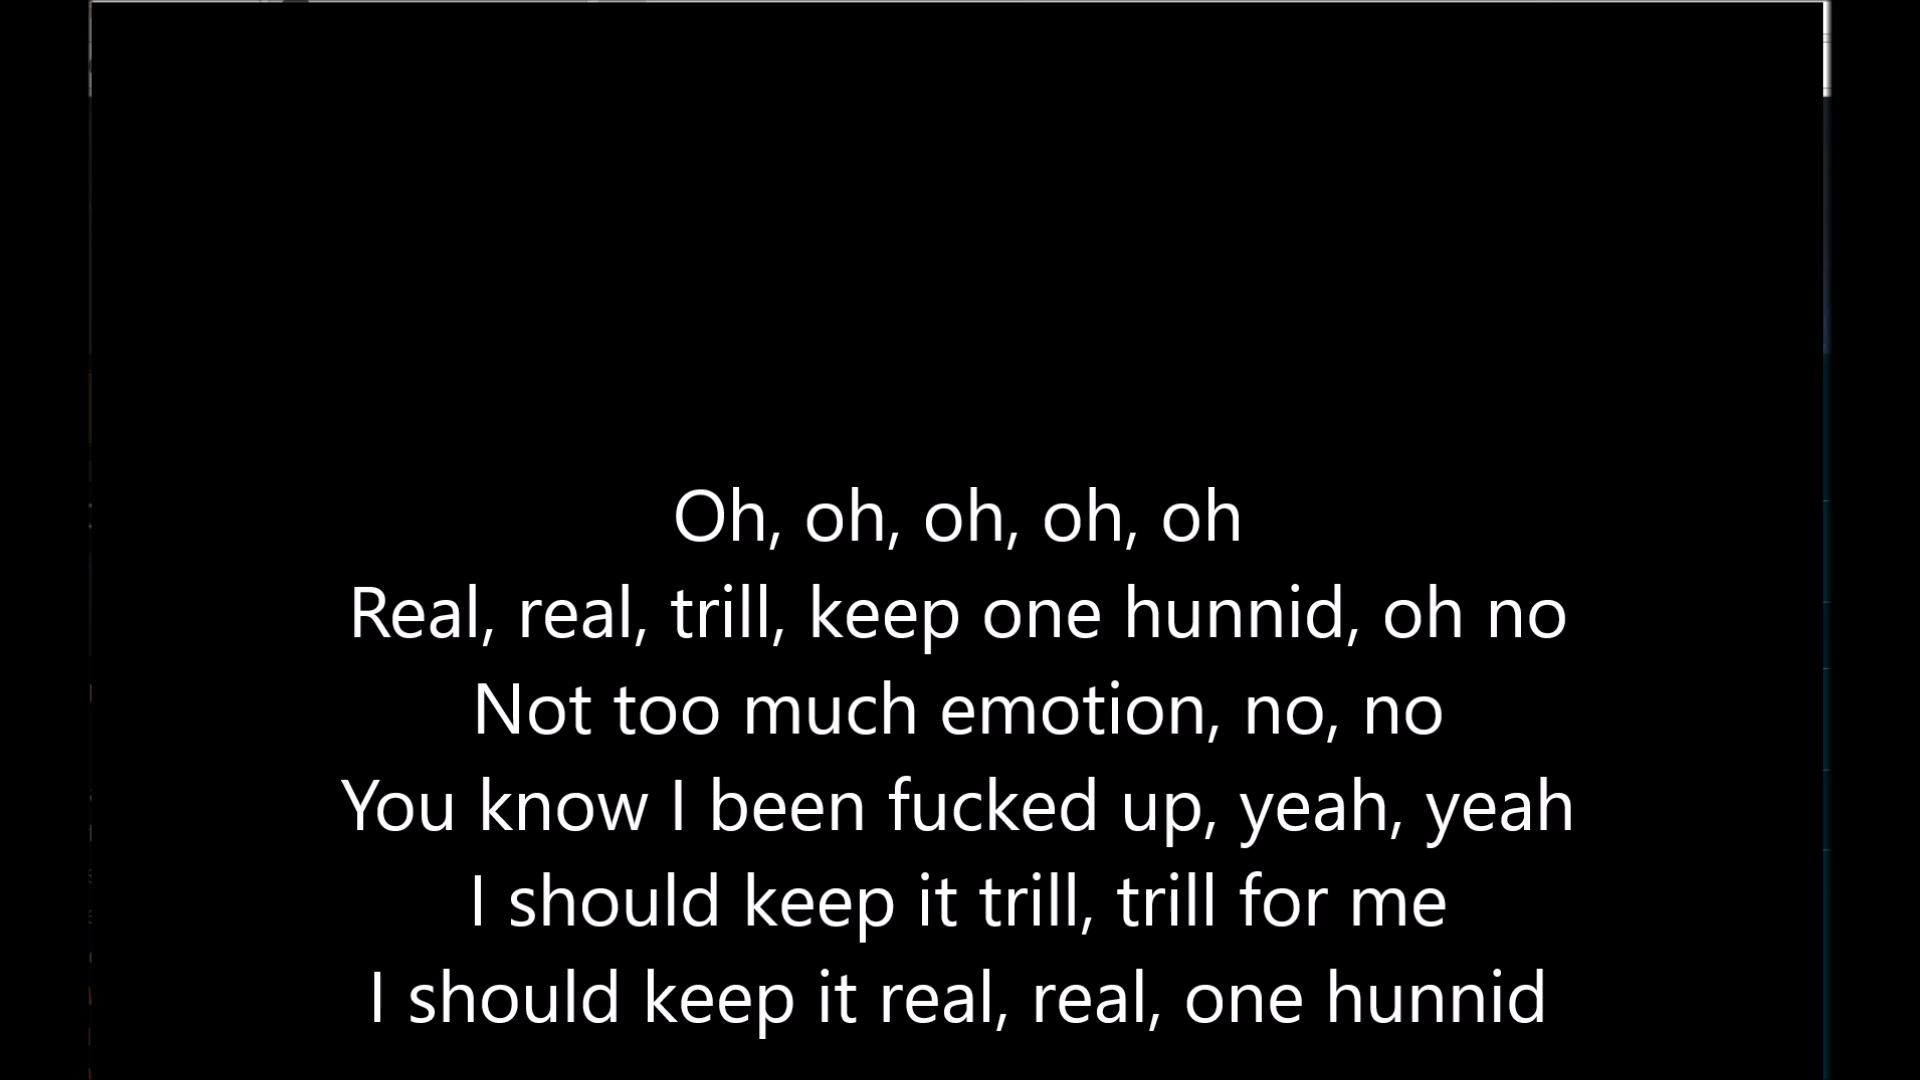 Oh, oh, oh, oh, oh
Real, real, trill, keep one hunnid, oh no
Not too much emotion, no, no
You know I been fucked up, yeah, yeah
I should keep it trill, trill for me
I should keep it real, real, one hunnid